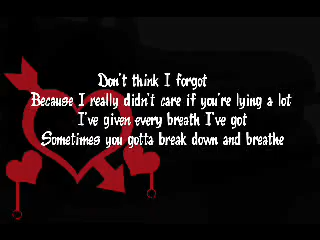 Don't think I forgot
Because I really didn't care if you're lying a lot
I've given every breath I've got
Sometimes you gotta break down and breathe